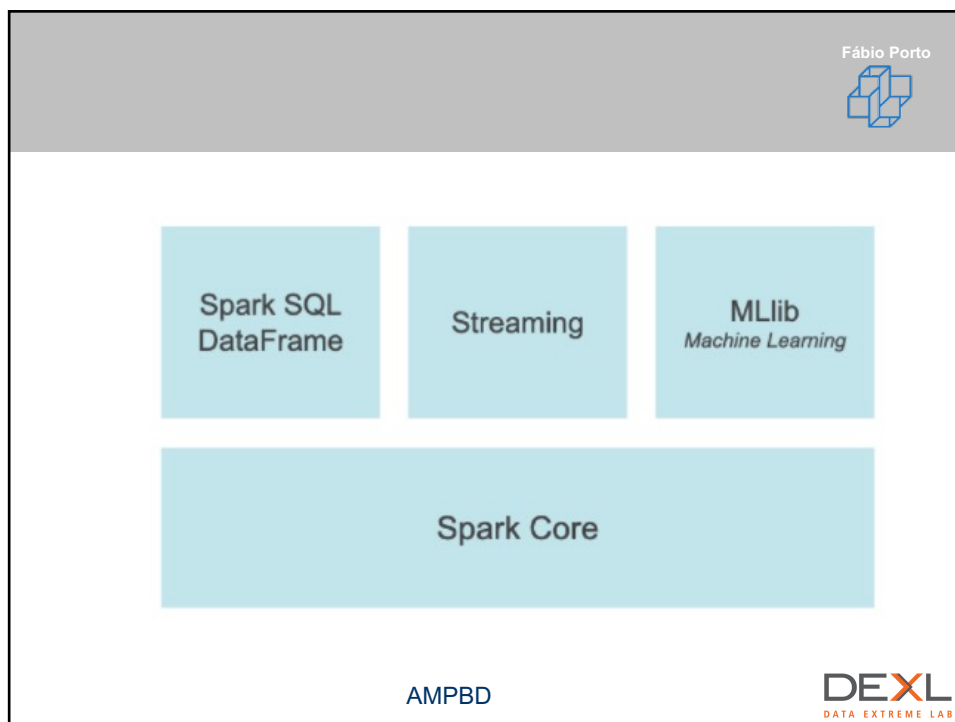 Fábio Porto
Spark SQL
DataFrame
Streaming
MLlib
Machine Learning
Spark Core
AMPBD
DEXL
DATA EXTREME LAB